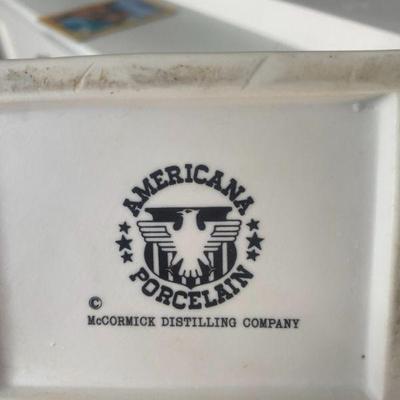 AMERICANA
PORCELAIN
©
McCORMICK DISTILLING COMPANY